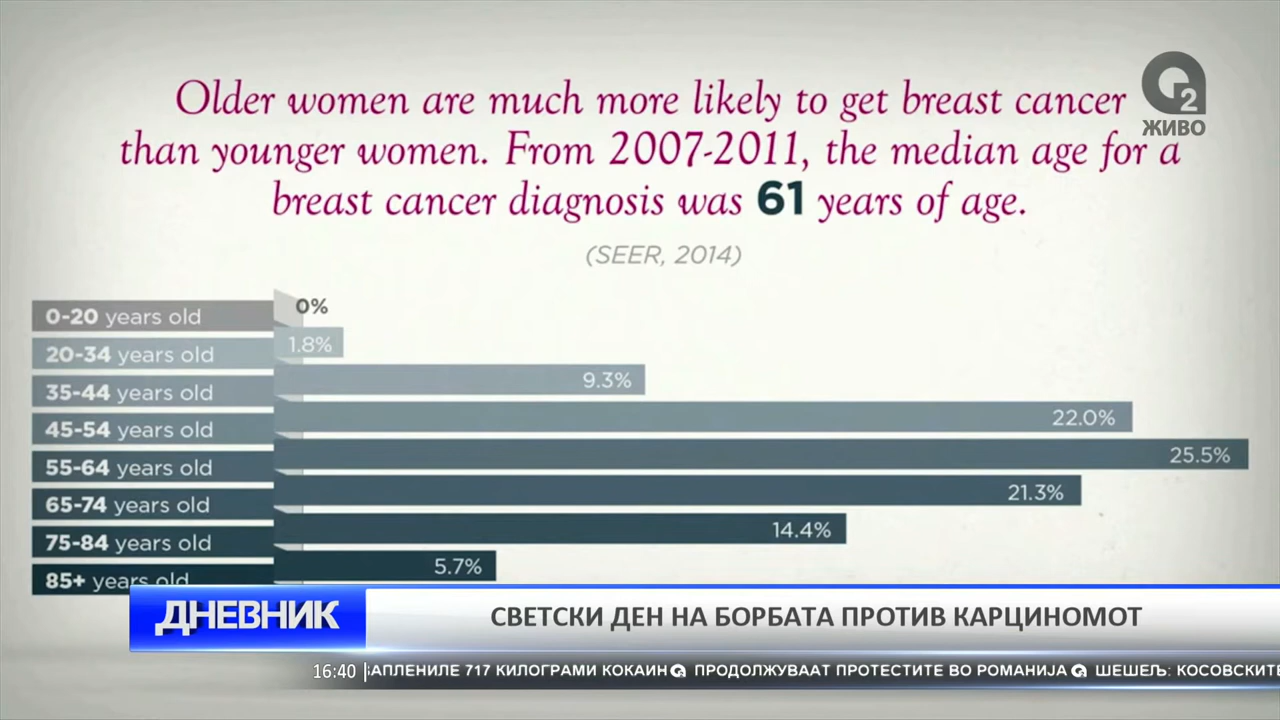 Older women are much more likely to get breast cancer
than younger women. From 2007-2011, the median age for a
breast cancer diagnosis was 61 years of age.
(SEER, 2014)
2
ЖИВО
0-20 years old 0%
20-34 years old 1.8%
35-44 years old 9.3%
45-54 years old 22.0%
55-64 years old 25.5%
65-74 years old 21.3%
75-84 years old 14.4%
85+ years old 5.7%
ДНЕВНИК
СВЕТСКИ ДЕН НА БОРБАТА ПРОТИВ КАРЦИНОМОТ
16:40 АПЛЕНИЛЕ 717 КИЛОГРАМИ КОКАИН ПРОДОЛЖУВААТ ПРОТЕСТИТЕ ВО РОМАНИЈА ШЕШЕЉ: КОСОВСКИТЕ